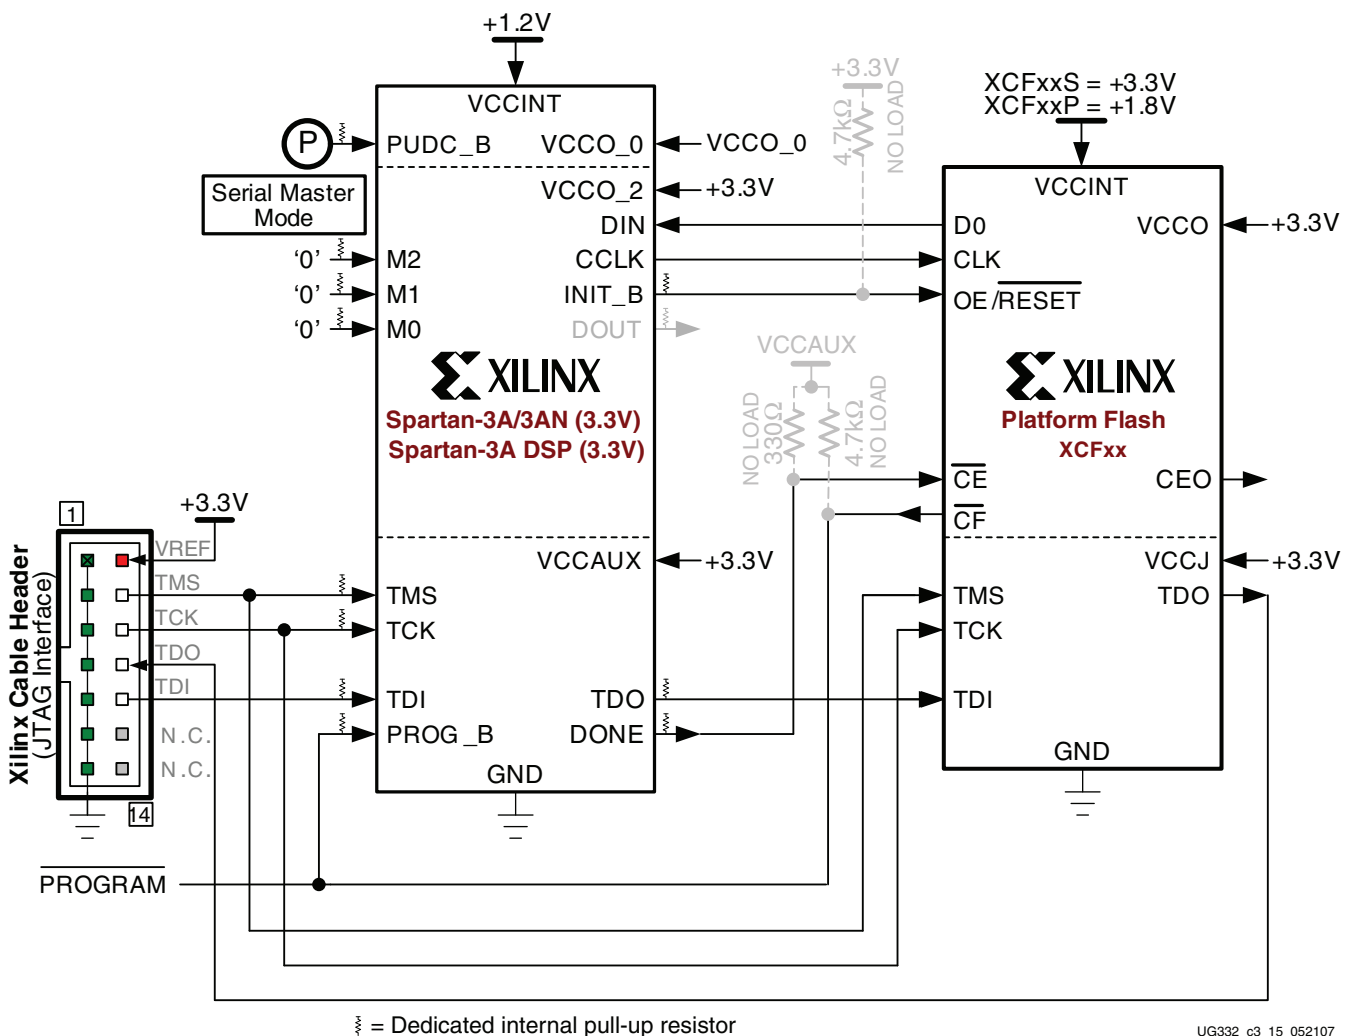 +1.2V
+3.3V
XCFxxS = +3.3V
XCFxxP = +1.8V
4.7kΩ
NO LOAD
VCCINT
P
PUDC_B
VCCO_0
VCCO_0
VCCINT
Serial Master
Mode
VCCO_2
+3.3V
DIN
D0
VCCO
+3.3V
'0'
M2
CCLK
CLK
'0'
M1
INIT_B
OE/RESET
'0'
M0
DOUT
VCCAUX
XILINX
XILINX
NO LOAD
330Ω
4.7kΩ
NO LOAD
Spartan-3A/3AN (3.3V)
Spartan-3A DSP (3.3V)
Platform Flash
XCFxx
CE
CEO
CF
+3.3V
1
Xilinx Cable Header
(JTAG Interface)
VREF
VCCAUX
+3.3V
VCCJ
+3.3V
TMS
TMS
TMS
TDO
TCK
TCK
TCK
TDO
TDI
TDI
TDO
TDI
N.C.
PROG_B
DONE
N.C.
GND
GND
14
PROGRAM
= Dedicated internal pull-up resistor
UG332_c3_15_052107